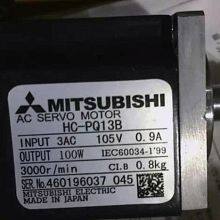 MITSUBISHI
AC SERVO MOTOR
HC-PQ13B
INPUT 3AC 105V 0.9A
OUTPUT 100W IEC60034-1'99
3000r/min CI.B 0.8kg
SER.No.460196037 045
MITSUBISHI ELECTRIC
MADE IN JAPAN